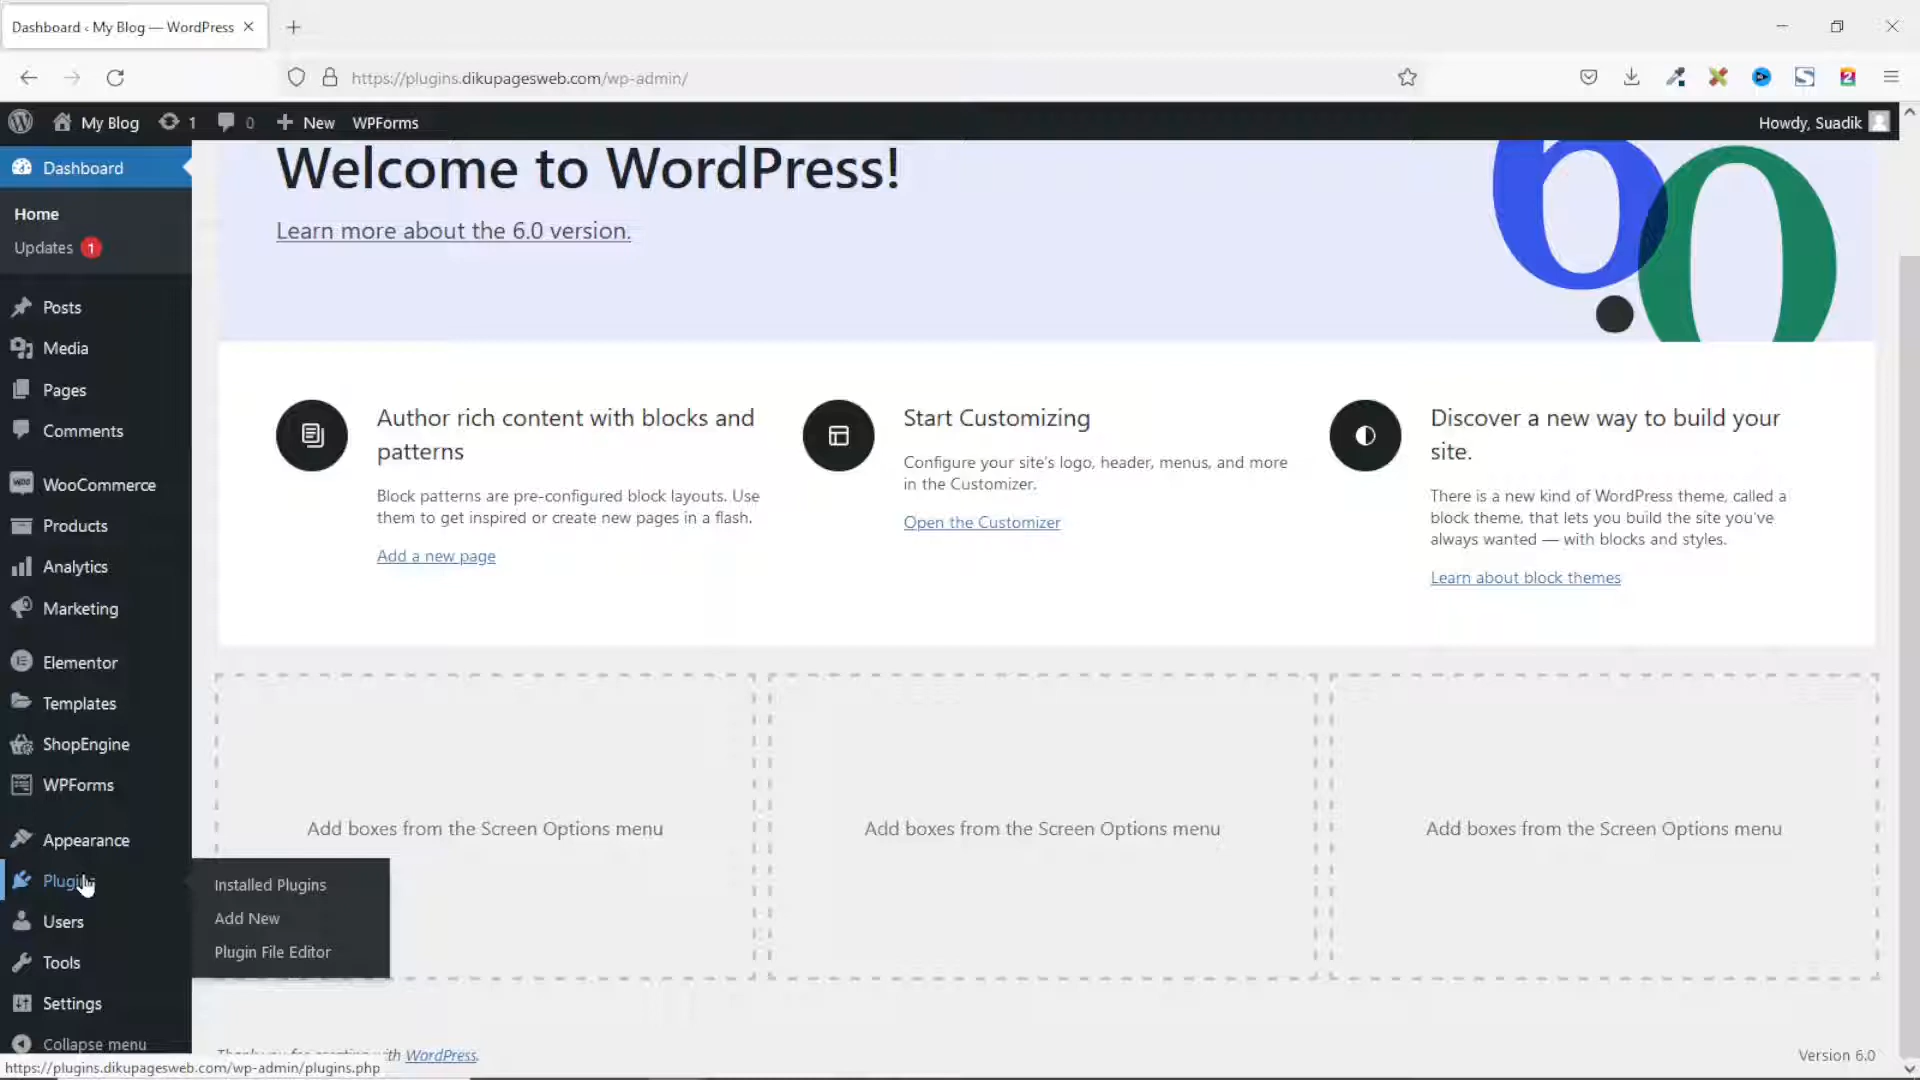 Dashboard ‹ My Blog — WordPress
https://plugins.dikupagesweb.com/wp-admin/
My Blog 1 0 New WPForms
Howdy, Suadik
Dashboard
Home
Updates 1
Posts
Media
Pages
Comments
WooCommerce
Products
Analytics
Marketing
Elementor
Templates
ShopEngine
WPForms
Appearance
Users
Tools
Settings
Collapse menu
Installed Plugins
Add New
Plugin File Editor
Welcome to WordPress!
Learn more about the 6.0 version.
6.0
Author rich content with blocks and
patterns
Block patterns are pre-configured block layouts. Use
them to get inspired or create new pages in a flash.
Add a new page
Start Customizing
Configure your site's logo, header, menus, and more
in the Customizer.
Open the Customizer
Discover a new way to build your
site.
There is a new kind of WordPress theme, called a
block theme, that lets you build the site you've
always wanted — with blocks and styles.
Learn about block themes
Add boxes from the Screen Options menu
Add boxes from the Screen Options menu
Add boxes from the Screen Options menu
WordPress.
Version 6.0
https://plugins.dikupagesweb.com/wp-admin/plugins.php